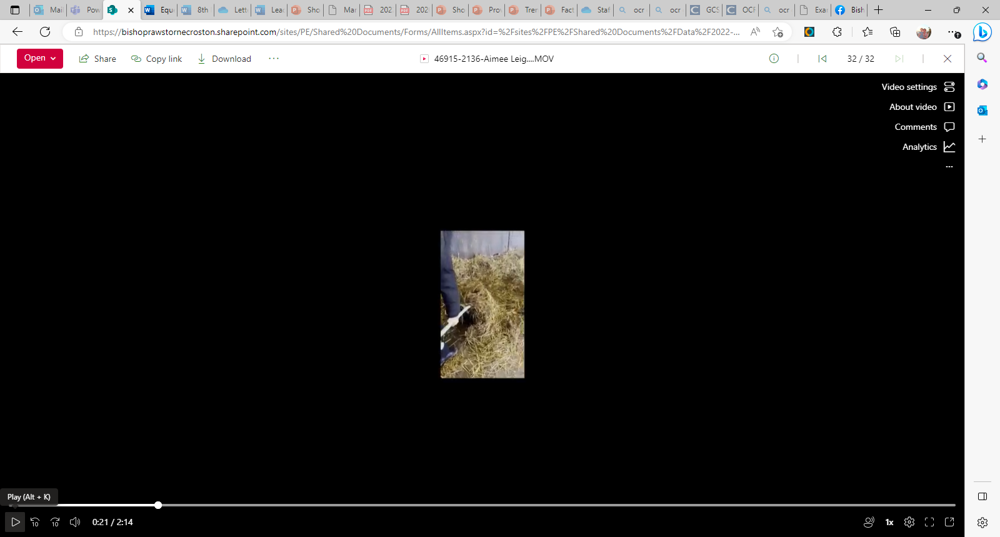 Mail
Pow
Equ
8th
Lett
Lead
Sho
Mar
202
202
Sho
Pro
Trer
Fact
Staf
ocr
ocr
GCS
OCF
ocr
Exar
Bish
https://bishoprawstornecroston.sharepoint.com/sites/PE/Shared%20Documents/Forms/AllItems.aspx?id=%2Fsites%2FPE%2FShared%20Documents%2FData%2F2022-...
Open
Share
Copy link
Download
46915-2136-Aimee Leig....MOV
32 / 32
Video settings
About video
Comments
Analytics
Play (Alt + K)
10
10
0:21 / 2:14
1x